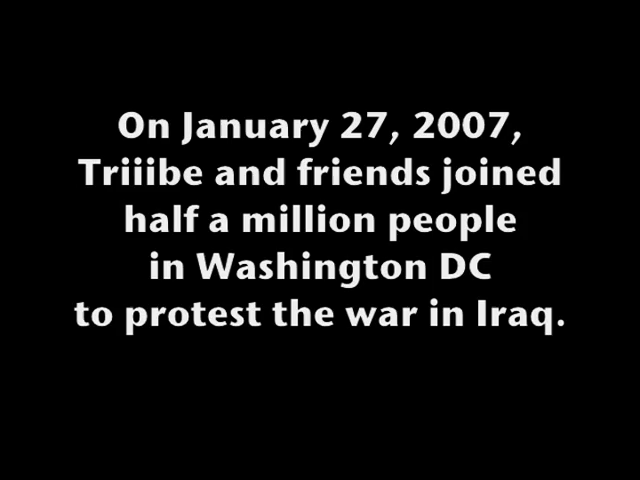 On January 27, 2007,
Triiibe and friends joined
half a million people
in Washington DC
to protest the war in Iraq.